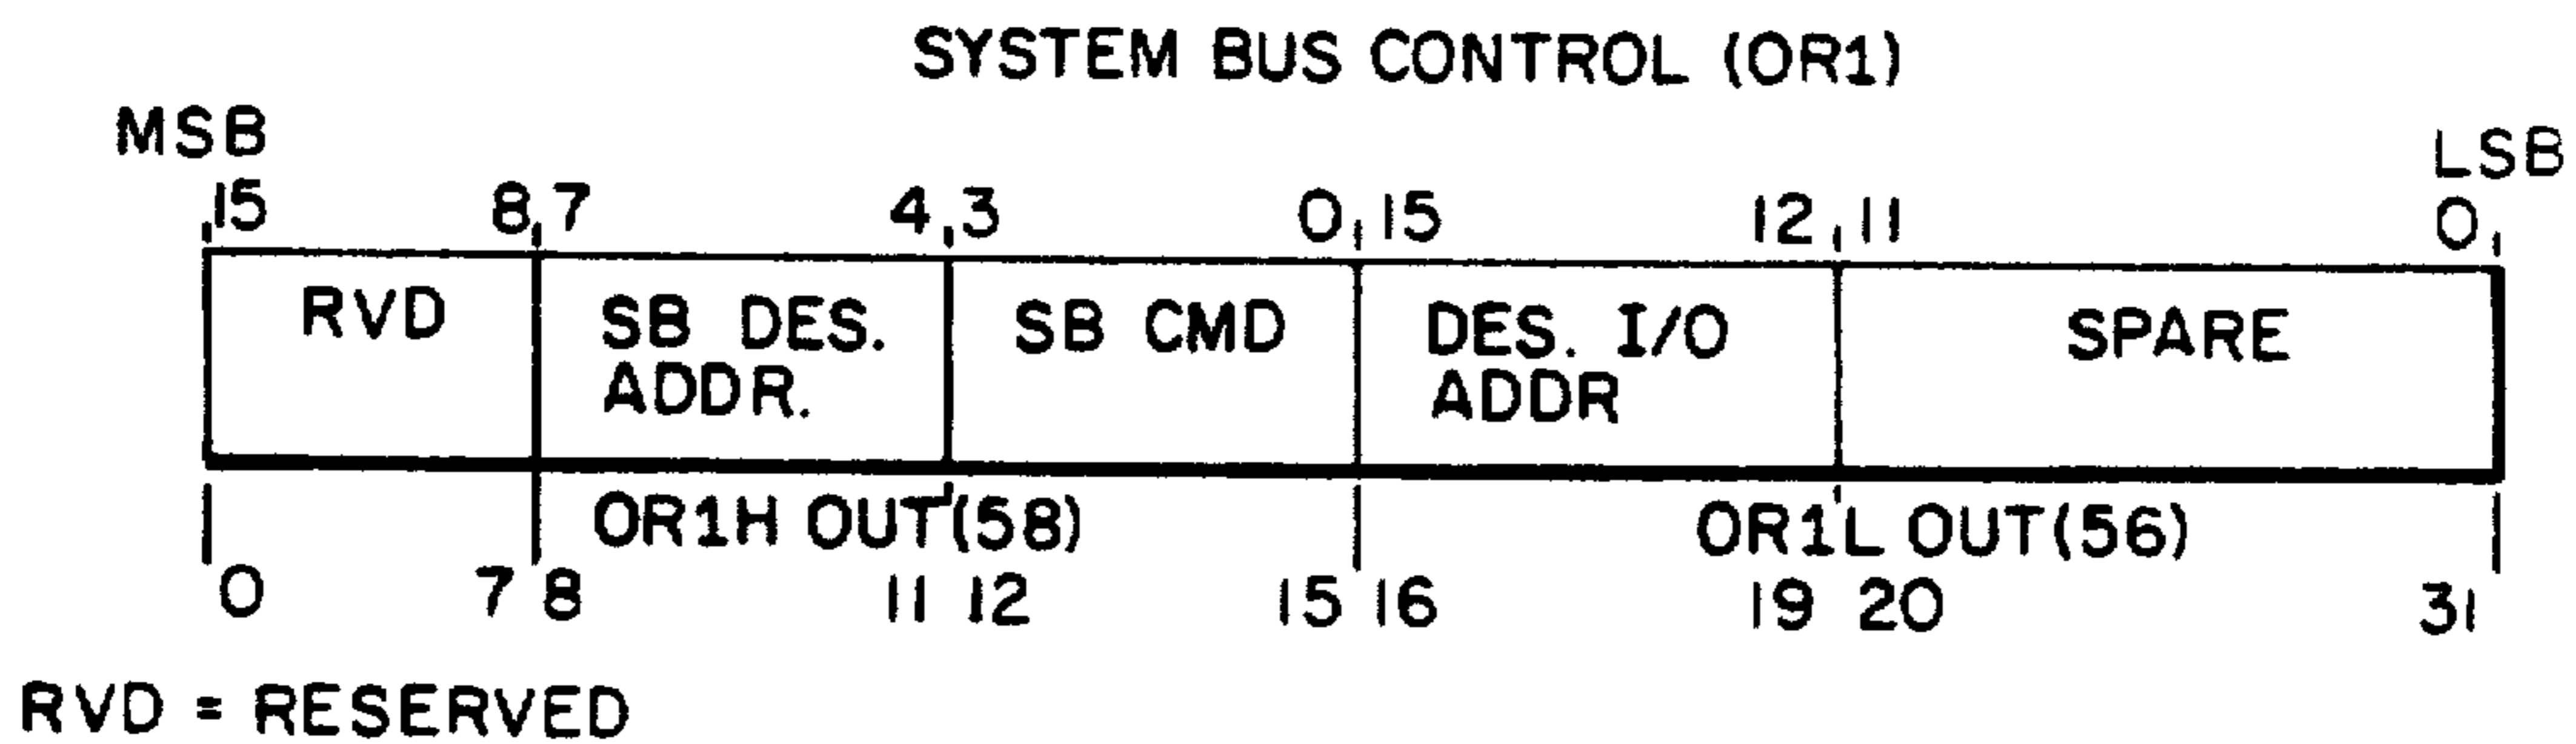 SYSTEM BUS CONTROL (OR1)
MSB LSB
15 8 7 4 3 0 15 12 11 0
RVD SB DES. SB CMD DES. I/O SPARE
ADDR. ADDR
OR1H OUT(58) OR1L OUT(56)
0 7 8 11 12 15 16 19 20 31
RVD = RESERVED